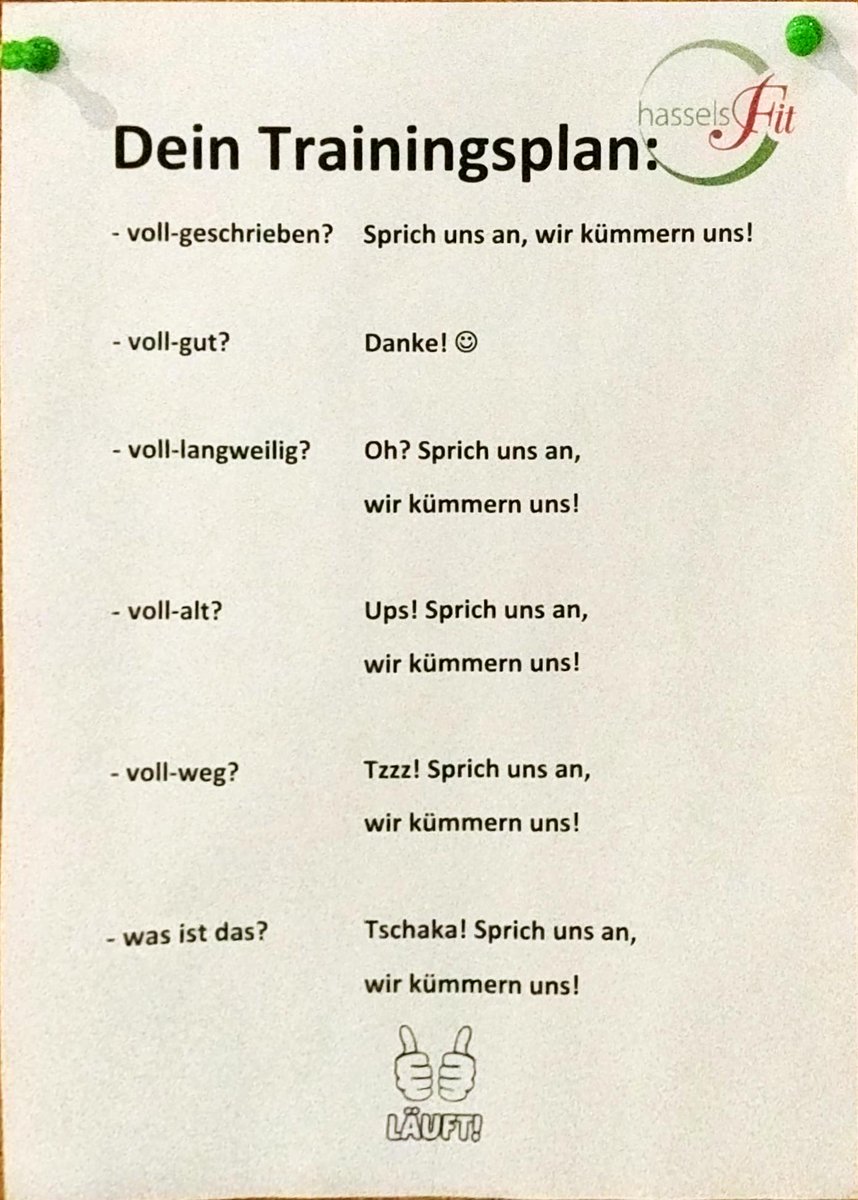 hasselsFit
Dein Trainingsplan:
- voll-geschrieben? Sprich uns an, wir kümmern uns!
- voll-gut? Danke! ☺
- voll-langweilig? Oh? Sprich uns an,
wir kümmern uns!
- voll-alt? Ups! Sprich uns an,
wir kümmern uns!
- voll-weg? Tzzz! Sprich uns an,
wir kümmern uns!
- was ist das? Tschaka! Sprich uns an,
wir kümmern uns!
LÄUFT!